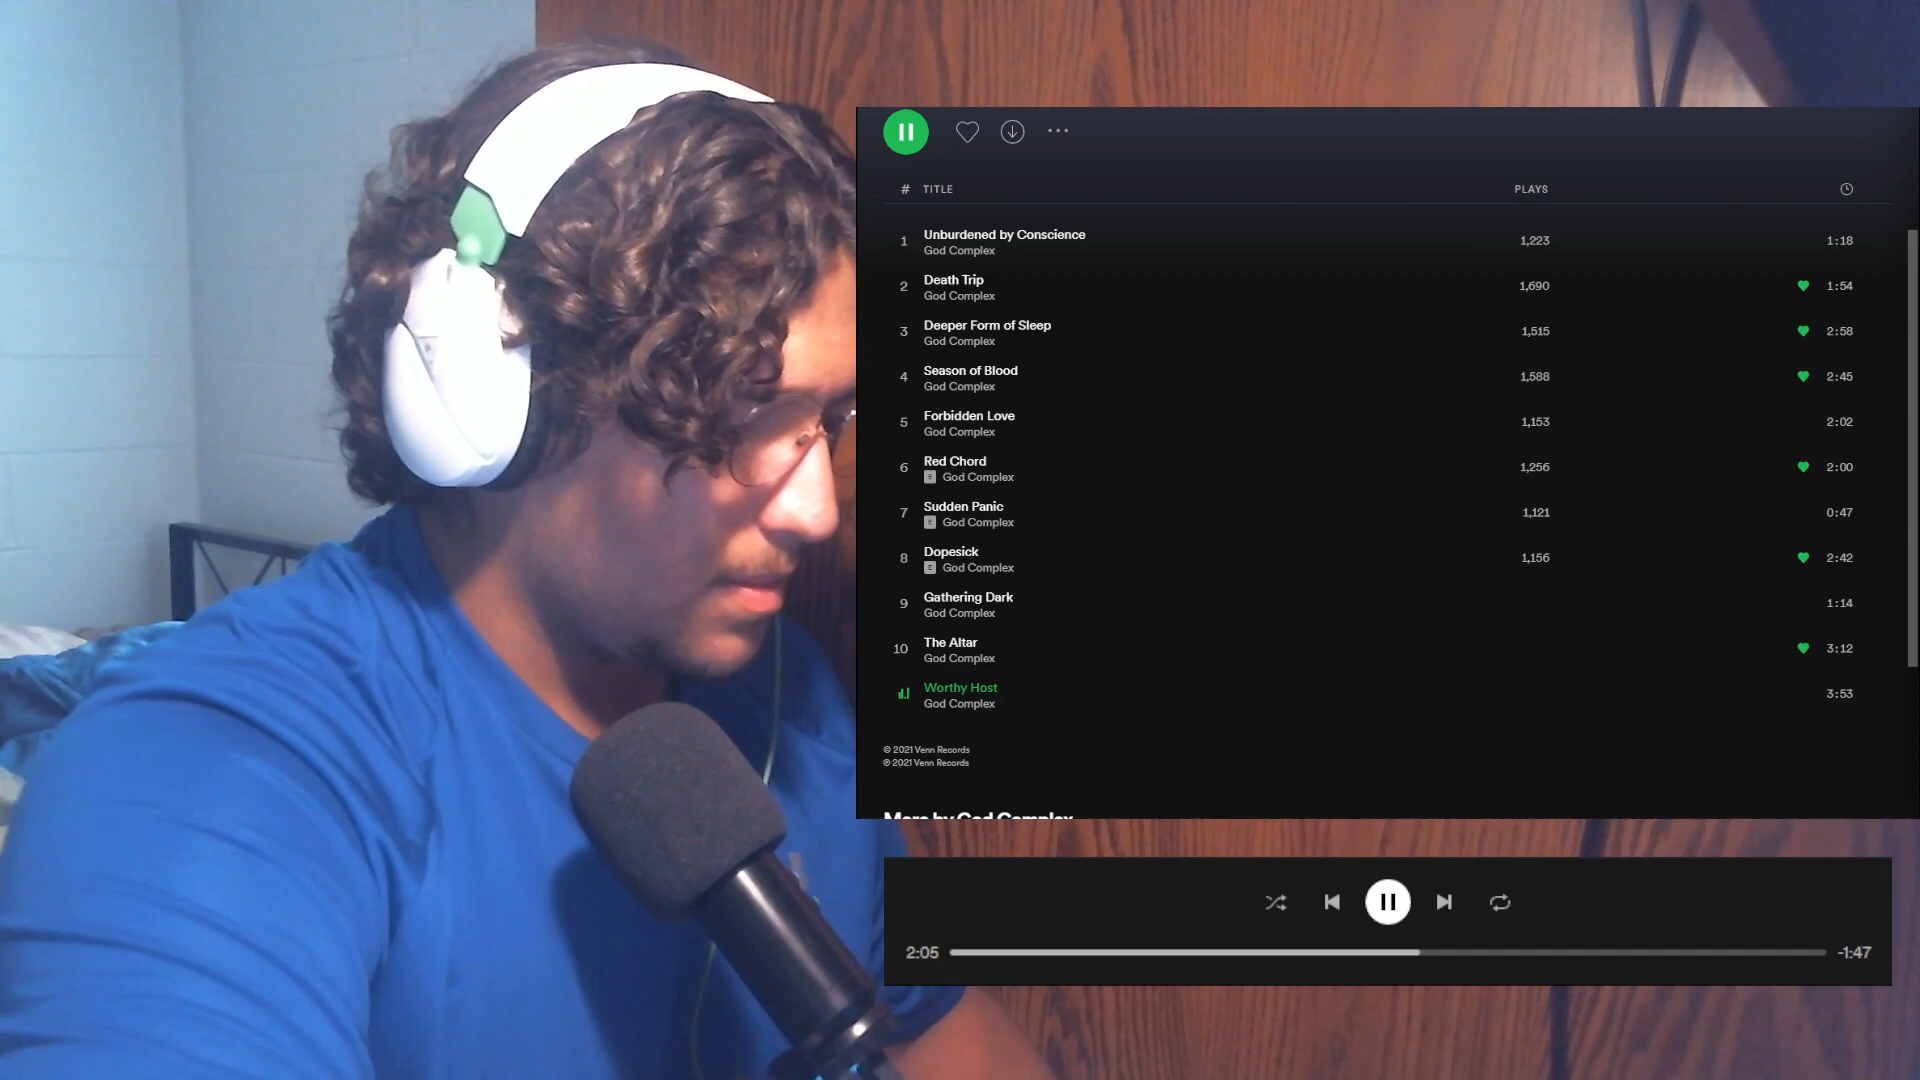 # TITLE PLAYS
1 Unburdened by Conscience 1,223 1:18
God Complex
2 Death Trip 1,690 1:54
God Complex
3 Deeper Form of Sleep 1,515 2:58
God Complex
4 Season of Blood 1,588 2:45
God Complex
5 Forbidden Love 1,153 2:02
God Complex
6 Red Chord 1,256 2:00
E God Complex
7 Sudden Panic 1,121 0:47
E God Complex
8 Dopesick 1,156 2:42
E God Complex
9 Gathering Dark 1:14
God Complex
10 The Altar 3:12
God Complex
Worthy Host 3:53
God Complex
© 2021 Venn Records
℗ 2021 Venn Records
More by God Complex
2:05 -1:47